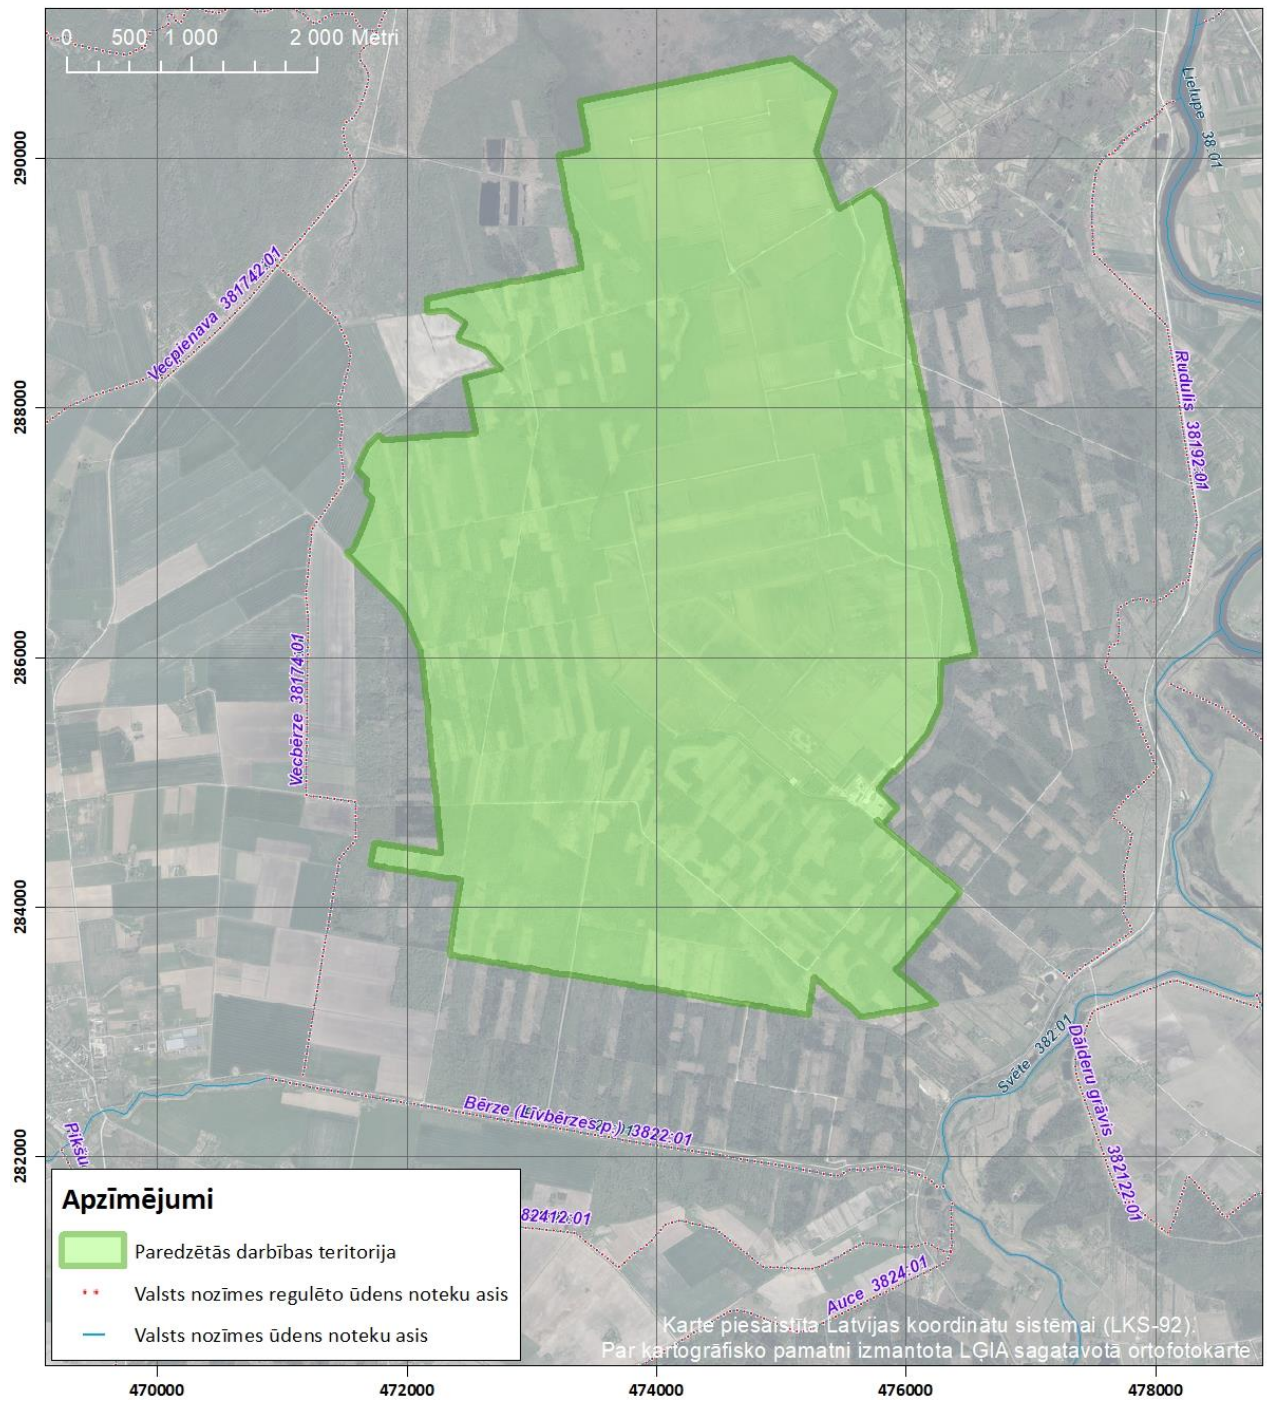 0 500 1 000 2 000 Metri
Lielupe 38:01
290000
Vecpienava 381742:01
288000
Rudulis 38192:01
286000
Vecbērze 38174:01
284000
Svēte 382:01
Dālderu grāvis 382122:01
Bērze (Līvbērzes p.) 3822:01
Pikšu
282000
82412:01
Auce 3824:01
Apzīmējumi
Paredzētās darbības teritorija
Valsts nozīmes regulēto ūdens noteku asis
Valsts nozīmes ūdens noteku asis
Karte piesaistīta Latvijas koordinātu sistēmai (LKS-92).
Par kartogrāfisko pamatni izmantota LĢIA sagatavotā ortofotokarte
470000 472000 474000 476000 478000